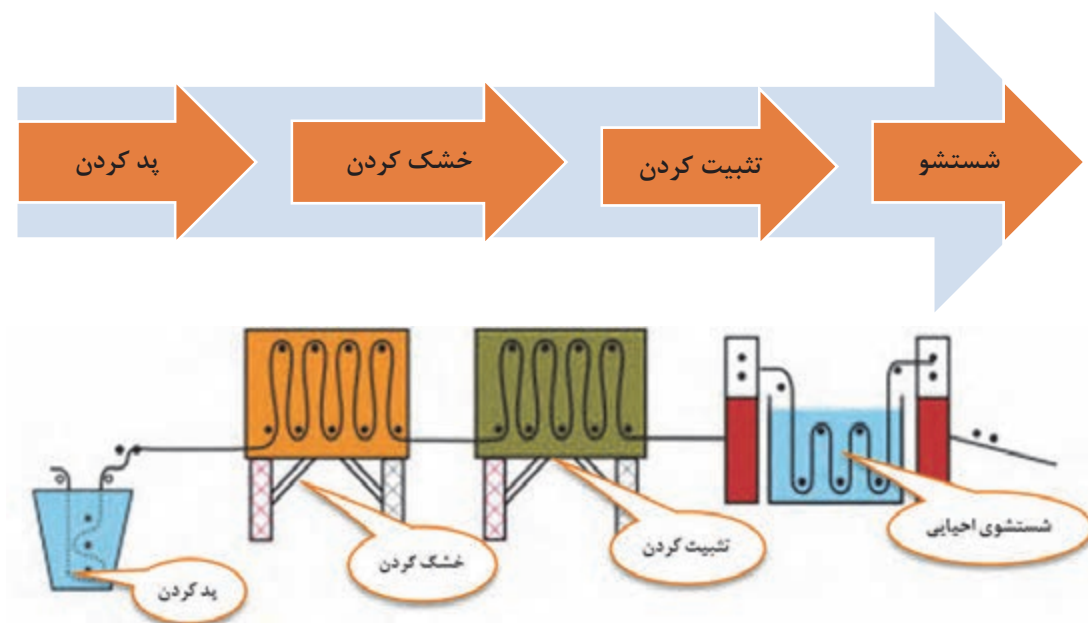 پد کردن
خشک کردن
تثبیت کردن
شستشو
پد کردن
خشک کردن
تثبیت کردن
شستشوی احیایی